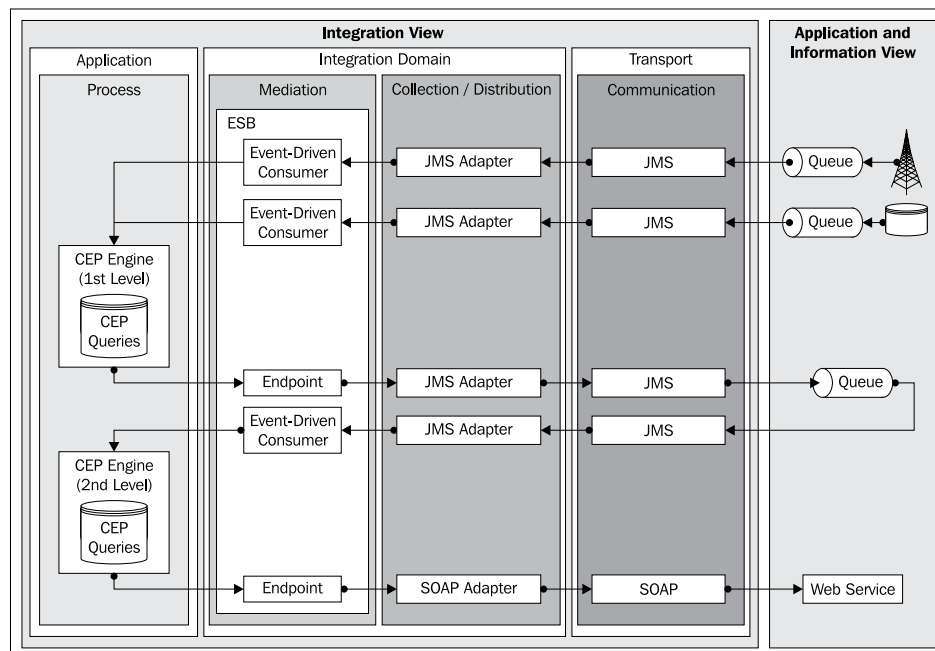 Integration View
Application and
Information View
Application
Integration Domain
Transport
Process
Mediation
Collection / Distribution
Communication
ESB
Event-Driven
Consumer
JMS Adapter
JMS
Queue
Event-Driven
Consumer
JMS Adapter
JMS
Queue
CEP Engine
(1st Level)
CEP
Queries
Endpoint
JMS Adapter
JMS
Queue
Event-Driven
Consumer
JMS Adapter
JMS
CEP Engine
(2nd Level)
CEP
Queries
Endpoint
SOAP Adapter
SOAP
Web Service